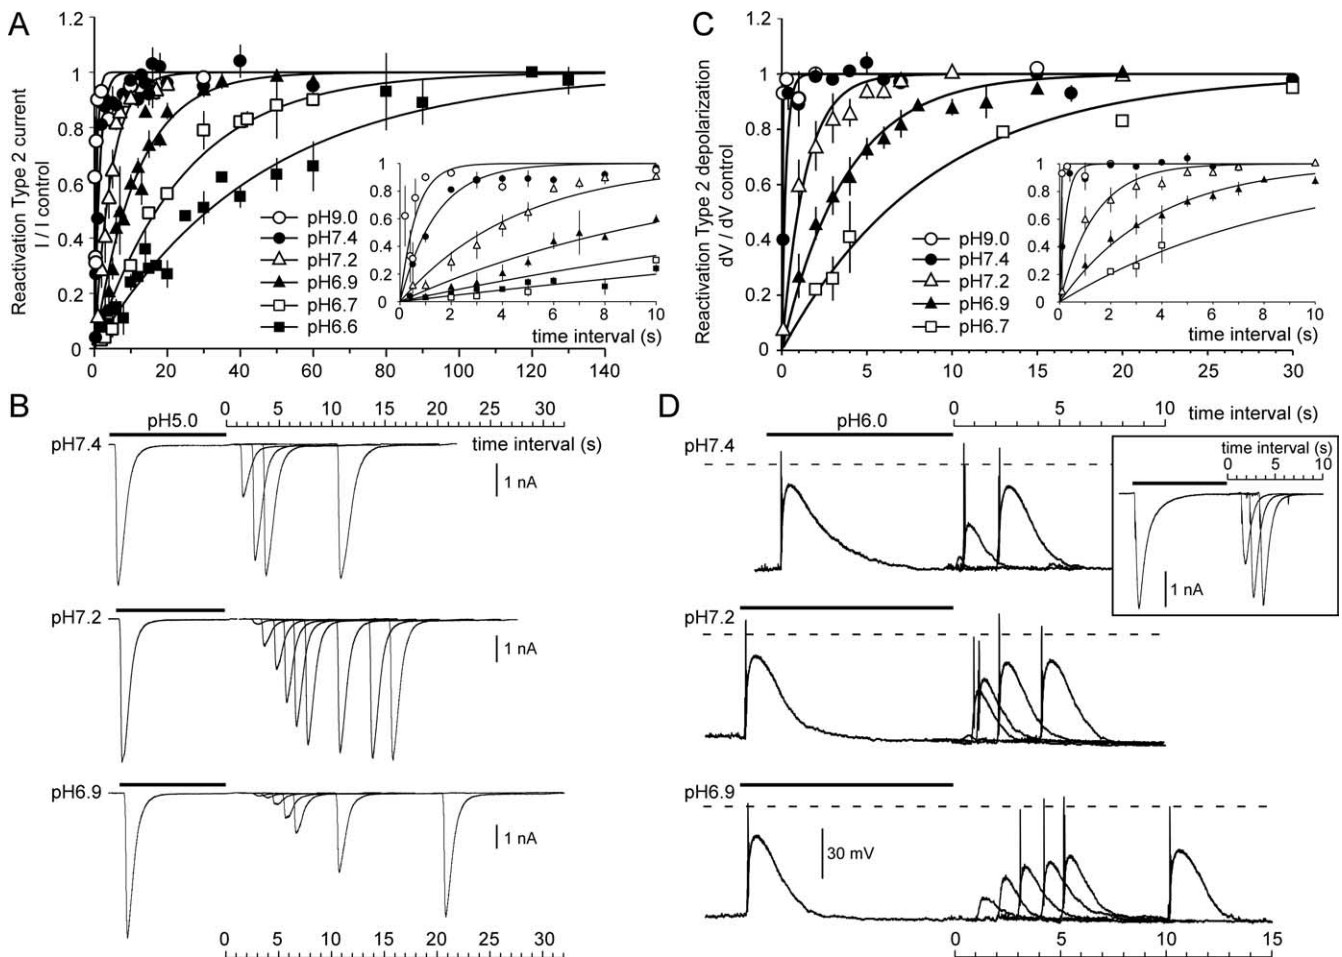 A
Reactivation Type 2 current
I / I control
1.2
1
0.8
0.6
0.4
0.2
0
0 20 40 60 80 100 120 140
pH9.0
pH7.4
pH7.2
pH6.9
pH6.7
pH6.6
1
0.8
0.6
0.4
0.2
0
0 2 4 6 8 10
time interval (s)
C
Reactivation Type 2 depolarization
dV / dV control
1.2
1
0.8
0.6
0.4
0.2
0
0 5 10 15 20 25 30
pH9.0
pH7.4
pH7.2
pH6.9
pH6.7
1
0.8
0.6
0.4
0.2
0
0 2 4 6 8 10
time interval (s)
B
0 5 10 15 20 25 30
time interval (s)
pH5.0
pH7.4
1 nA
pH7.2
1 nA
pH6.9
1 nA
0 5 10 15 20 25 30
D
0 5 10
time interval (s)
pH6.0
pH7.4
time interval (s)
0 5 10
1 nA
pH7.2
pH6.9
30 mV
0 5 10 15